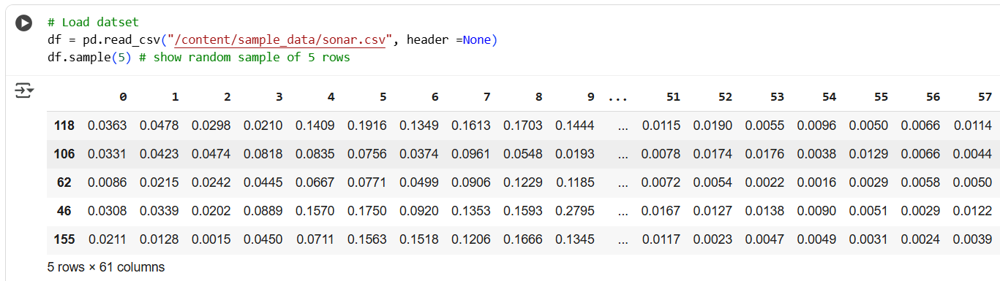 # Load datset
df = pd.read_csv("/content/sample_data/sonar.csv", header =None)
df.sample(5) # show random sample of 5 rows
0 1 2 3 4 5 6 7 8 9 ... 51 52 53 54 55 56 57
118 0.0363 0.0478 0.0298 0.0210 0.1409 0.1916 0.1349 0.1613 0.1703 0.1444 ... 0.0115 0.0190 0.0055 0.0096 0.0050 0.0066 0.0114
106 0.0331 0.0423 0.0474 0.0818 0.0835 0.0756 0.0374 0.0961 0.0548 0.0193 ... 0.0078 0.0174 0.0176 0.0038 0.0129 0.0066 0.0044
62 0.0086 0.0215 0.0242 0.0445 0.0667 0.0771 0.0499 0.0906 0.1229 0.1185 ... 0.0072 0.0054 0.0022 0.0016 0.0029 0.0058 0.0050
46 0.0308 0.0339 0.0202 0.0889 0.1570 0.1750 0.0920 0.1353 0.1593 0.2795 ... 0.0167 0.0127 0.0138 0.0090 0.0051 0.0029 0.0122
155 0.0211 0.0128 0.0015 0.0450 0.0711 0.1563 0.1518 0.1206 0.1666 0.1345 ... 0.0117 0.0023 0.0047 0.0049 0.0031 0.0024 0.0039
5 rows × 61 columns